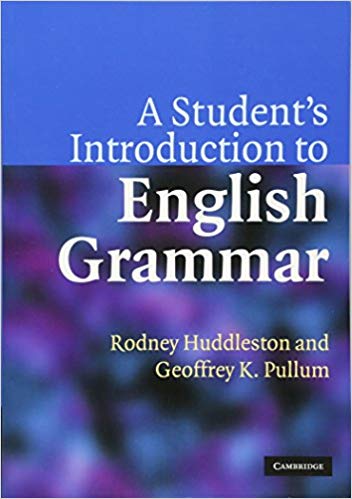 A Student's
Introduction to
English
Grammar
Rodney Huddleston and
Geoffrey K. Pullum
CAMBRIDGE